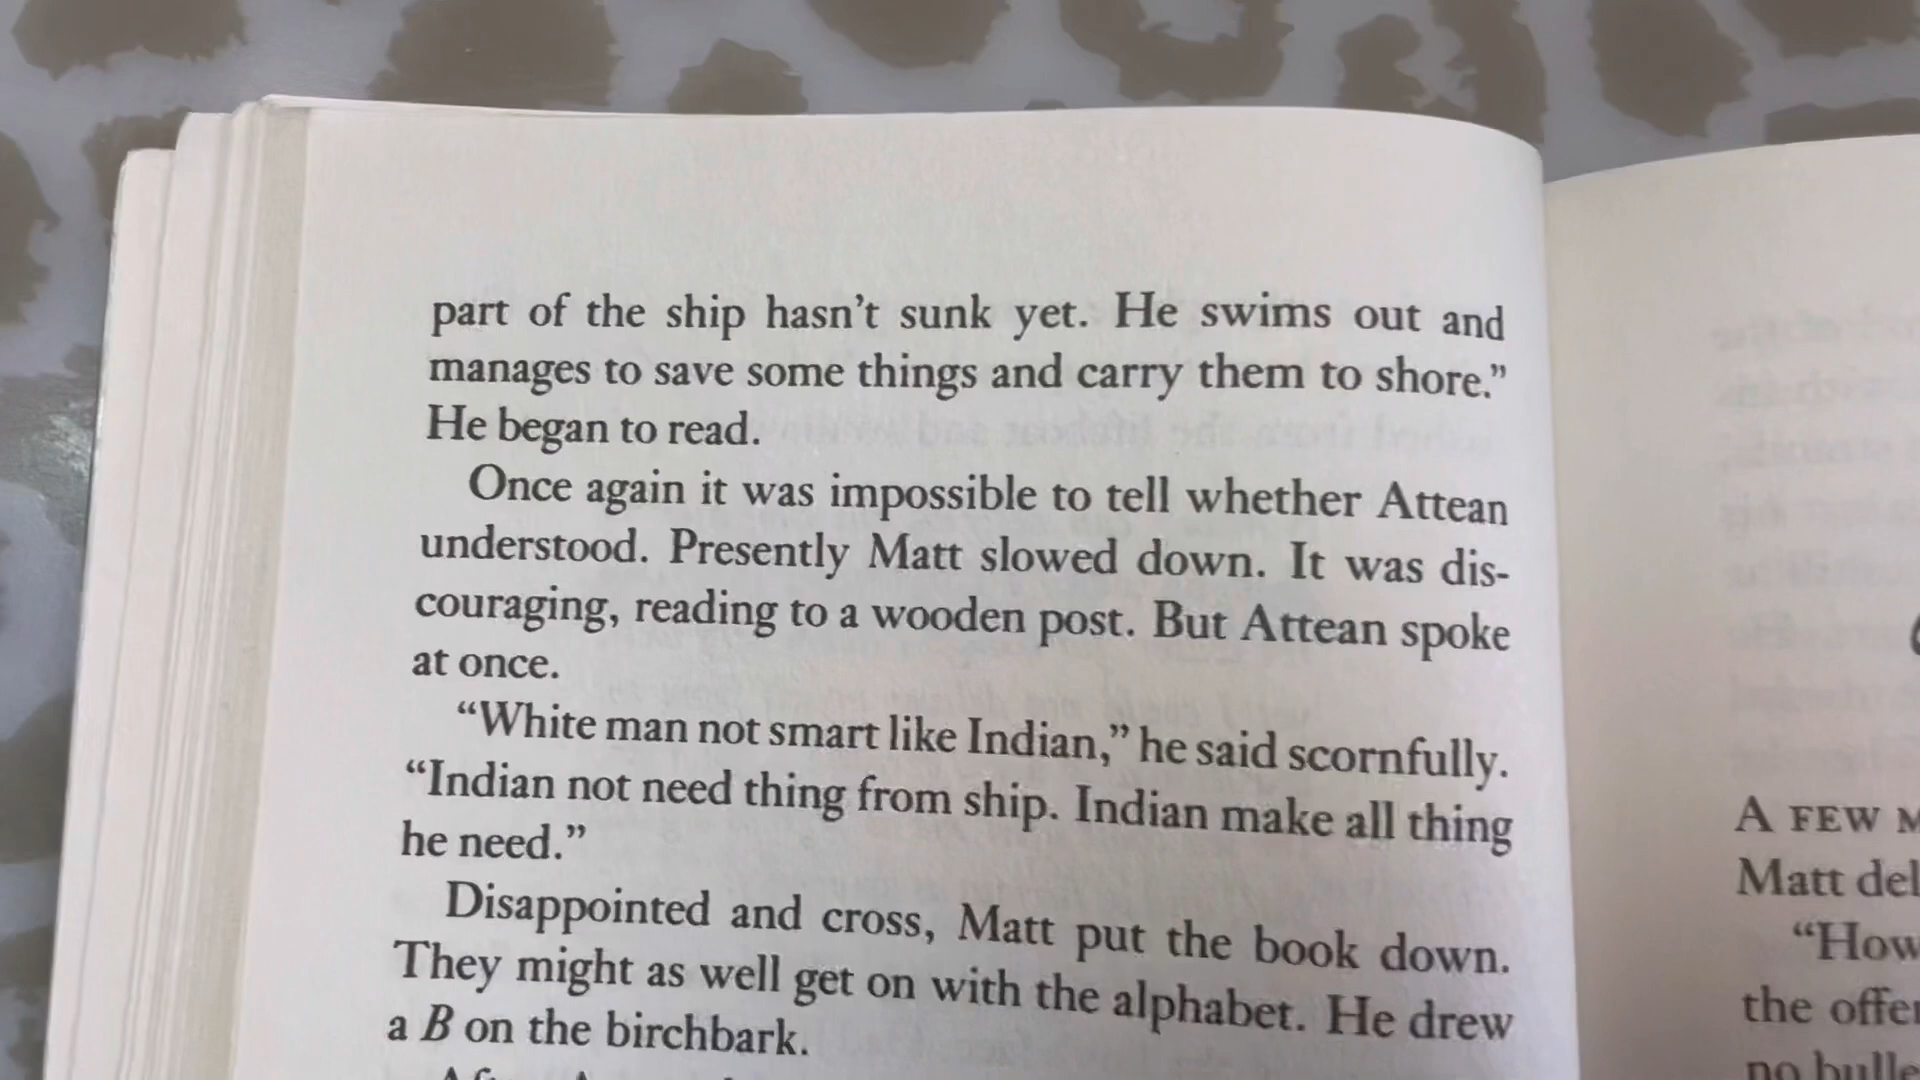 part of the ship hasn't sunk yet. He swims out and
manages to save some things and carry them to shore.”
He began to read.
Once again it was impossible to tell whether Attean
understood. Presently Matt slowed down. It was dis-
couraging, reading to a wooden post. But Attean spoke
at once.
“White man not smart like Indian,” he said scornfully.
“Indian not need thing from ship. Indian make all thing
he need.”
Disappointed and cross, Matt put the book down.
They might as well get on with the alphabet. He drew
a B on the birchbark.
A FEW
Matt
“How
the
no